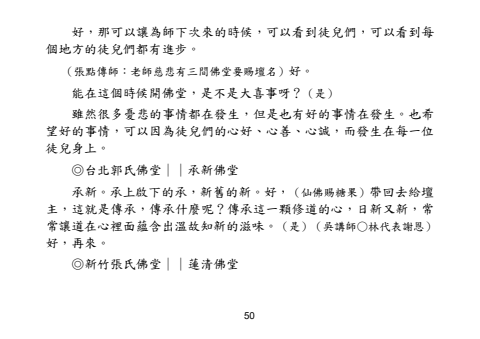 好，那可以讓為師下次來的時候，可以看到徒兒們，可以看到每
個地方的徒兒們都有進步。
（張點傳師：老師慈悲有三間佛堂要賜壇名）好。
能在這個時候開佛堂，是不是大喜事呀？（是）
雖然很多憂悲的事情都在發生，但是也有好的事情在發生。也希
望好的事情，可以因為徒兒們的心好、心善、心誠，而發生在每一位
徒兒身上。
◎台北郭氏佛堂││承新佛堂
承新。承上啟下的承，新舊的新。好，（仙佛賜糖果）帶回去給壇
主，這就是傳承，傳承什麼呢？傳承這一顆修道的心，日新又新，常
常讓道在心裡面蘊含出溫故知新的滋味。（是）（吳講師○林代表謝恩）
好，再來。
◎新竹張氏佛堂││蓮清佛堂
50